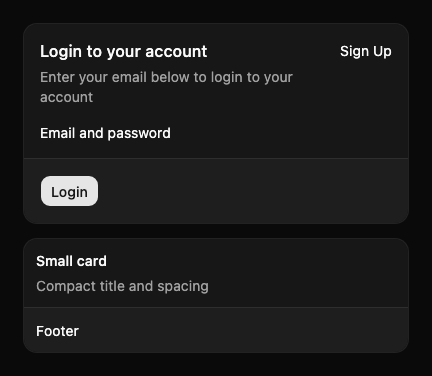 Login to your account
Sign Up
Enter your email below to login to your
account
Email and password
Login
Small card
Compact title and spacing
Footer